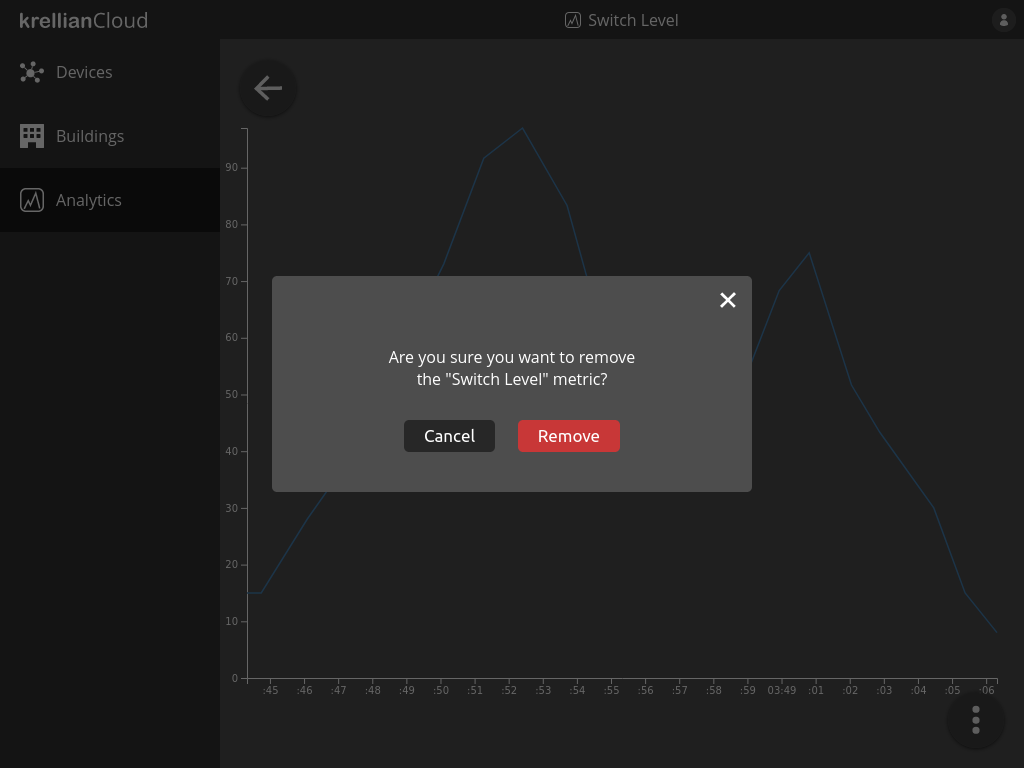 krellianCloud
Switch Level
Devices
Buildings
Analytics
90
80
70
60
50
40
30
20
10
0
Are you sure you want to remove
the "Switch Level" metric?
Cancel Remove
:45 :46 :47 :48 :49 :50 :51 :52 :53 :54 :55 :56 :57 :58 :59 03:49 :01 :02 :03 :04 :05 :06